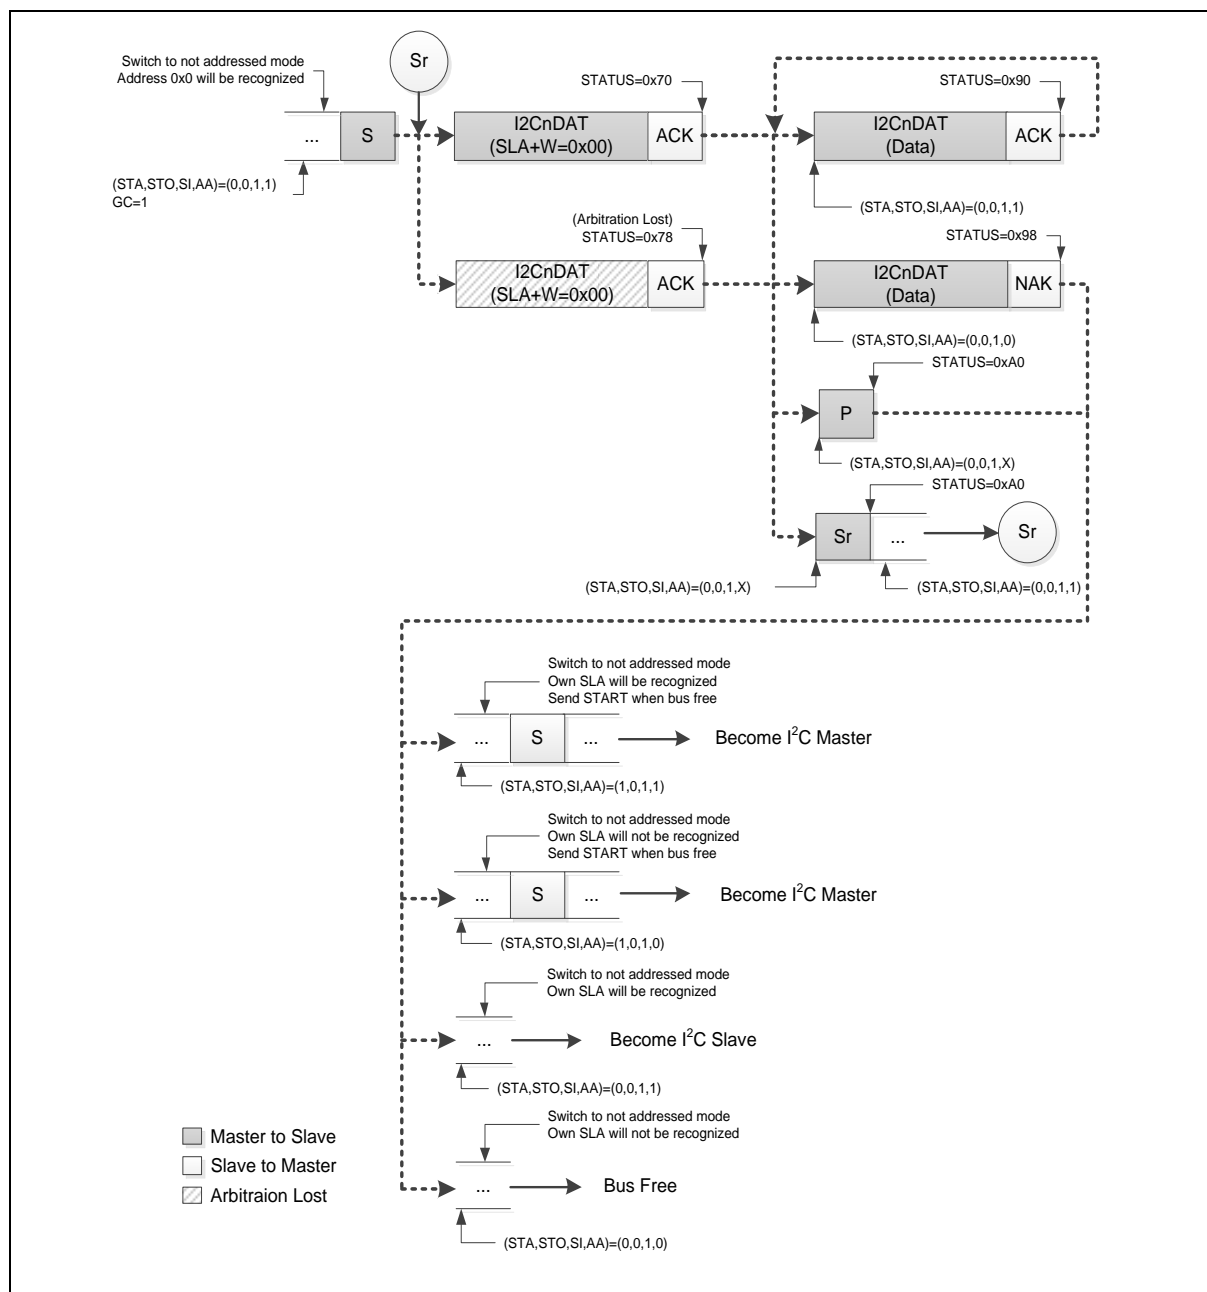 Switch to not addressed mode
Address 0x0 will be recognized
Sr
STATUS=0x70
STATUS=0x90
...
S
I2CnDAT
(SLA+W=0x00)
ACK
I2CnDAT
(Data)
ACK
(STA,STO,SI,AA)=(0,0,1,1)
GC=1
(STA,STO,SI,AA)=(0,0,1,1)
(Arbitration Lost)
STATUS=0x78
STATUS=0x98
I2CnDAT
(SLA+W=0x00)
ACK
I2CnDAT
(Data)
NAK
(STA,STO,SI,AA)=(0,0,1,0)
STATUS=0xA0
P
(STA,STO,SI,AA)=(0,0,1,X)
STATUS=0xA0
Sr
...
Sr
(STA,STO,SI,AA)=(0,0,1,X)
(STA,STO,SI,AA)=(0,0,1,1)
Switch to not addressed mode
Own SLA will be recognized
Send START when bus free
...
S
...
Become I²C Master
(STA,STO,SI,AA)=(1,0,1,1)
Switch to not addressed mode
Own SLA will not be recognized
Send START when bus free
...
S
...
Become I²C Master
(STA,STO,SI,AA)=(1,0,1,0)
Switch to not addressed mode
Own SLA will be recognized
...
Become I²C Slave
(STA,STO,SI,AA)=(0,0,1,1)
Switch to not addressed mode
Own SLA will not be recognized
...
Bus Free
(STA,STO,SI,AA)=(0,0,1,0)
Master to Slave
Slave to Master
Arbitraion Lost